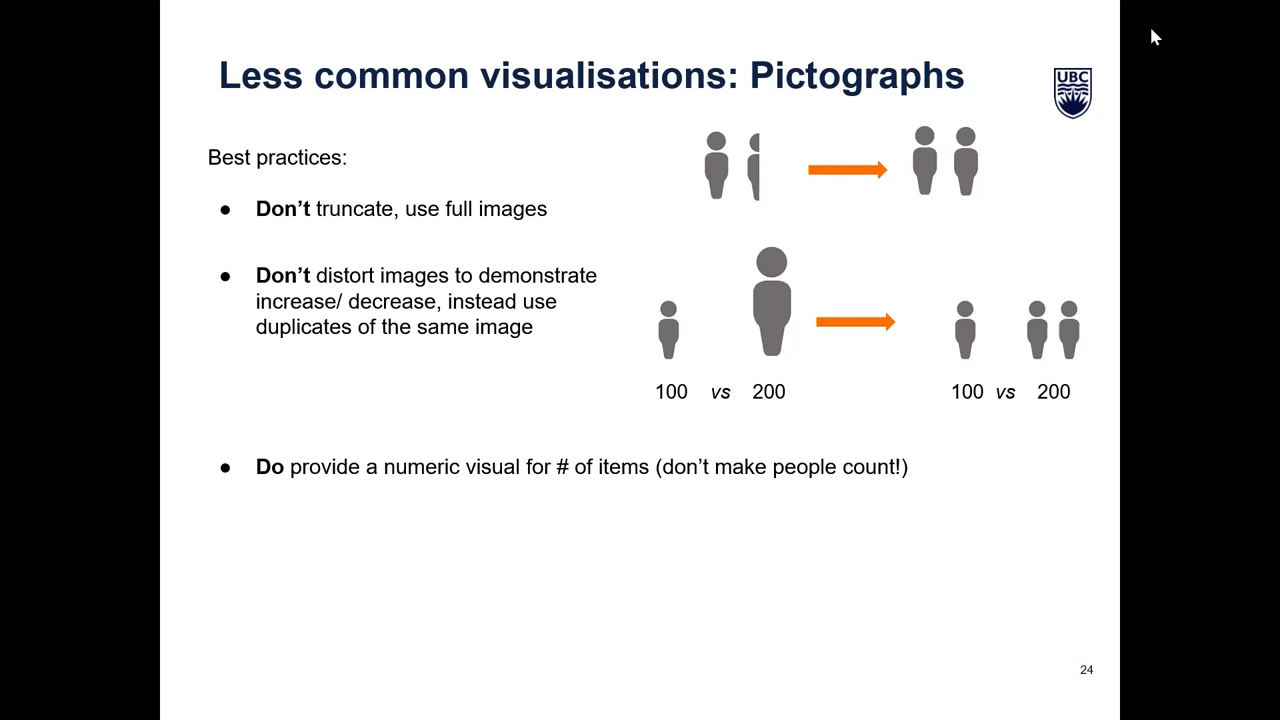 Less common visualisations: Pictographs
UBC
Best practices:
● Don’t truncate, use full images
● Don’t distort images to demonstrate
increase/ decrease, instead use
duplicates of the same image
100 vs 200
100 vs 200
● Do provide a numeric visual for # of items (don’t make people count!)
24